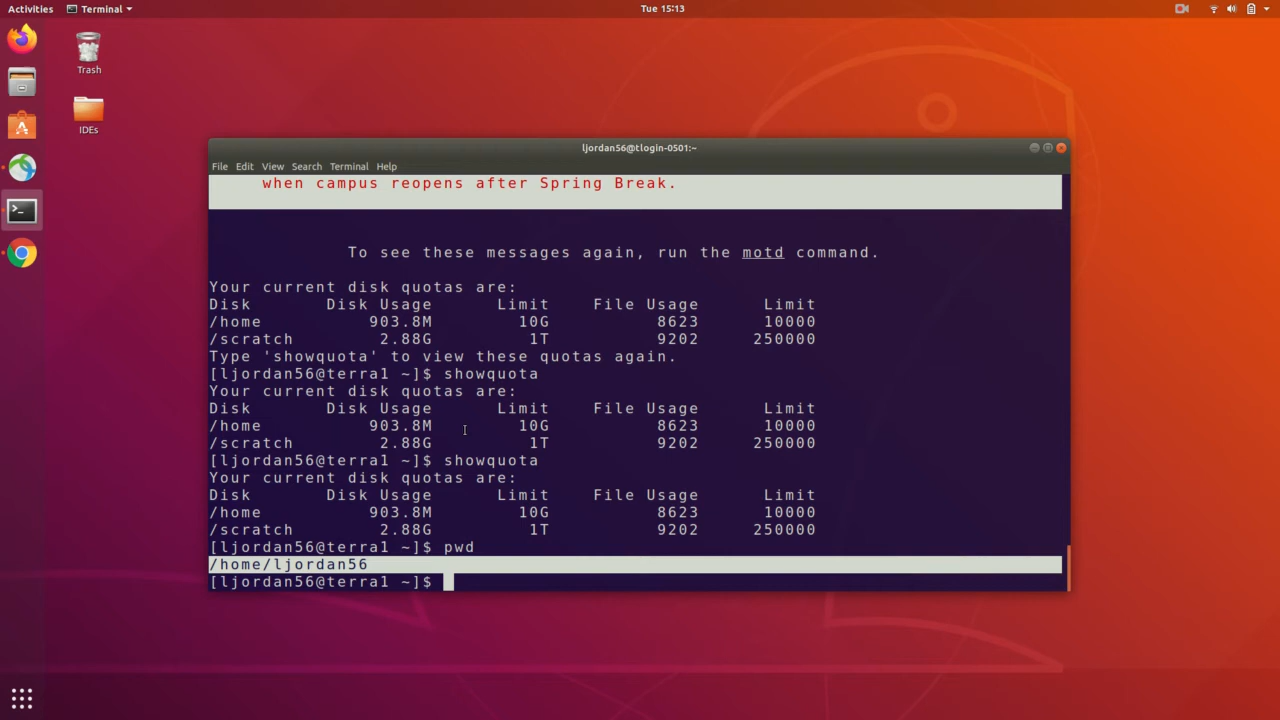 Activities Terminal Tue 15:13
Trash
IDEs
ljordan56@tlogin-0501:~
File Edit View Search Terminal Help
when campus reopens after Spring Break.
To see these messages again, run the motd command.
Your current disk quotas are:
Disk Disk Usage Limit File Usage Limit
/home 903.8M 10G 8623 10000
/scratch 2.88G 1T 9202 250000
Type 'showquota' to view these quotas again.
[ljordan56@terra1 ~]$ showquota
Your current disk quotas are:
Disk Disk Usage Limit File Usage Limit
/home 903.8M 10G 8623 10000
/scratch 2.88G 1T 9202 250000
[ljordan56@terra1 ~]$ showquota
Your current disk quotas are:
Disk Disk Usage Limit File Usage Limit
/home 903.8M 10G 8623 10000
/scratch 2.88G 1T 9202 250000
[ljordan56@terra1 ~]$ pwd
/home/ljordan56
[ljordan56@terra1 ~]$